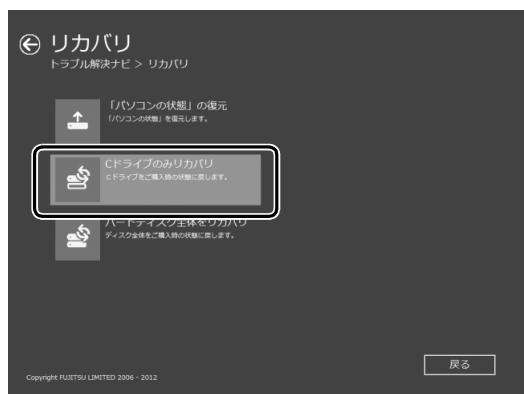 リカバリ
トラブル解決ナビ > リカバリ
「パソコンの状態」の復元
「パソコンの状態」を復元します。
Cドライブのみリカバリ
Cドライブをご購入時の状態に戻します。
ハードディスク全体をリカバリ
ディスク全体をご購入時の状態に戻します。
戻る
Copyright FUJITSU LIMITED 2006 - 2012